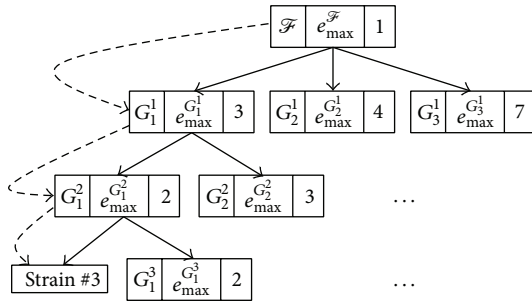 ℱ e_max^ℱ 1
G_1^1 e_max^{G_1^1} 3 G_2^1 e_max^{G_2^1} 4 G_3^1 e_max^{G_3^1} 7
G_1^2 e_max^{G_1^2} 2 G_2^2 e_max^{G_2^2} 3 ...
Strain #3 G_1^3 e_max^{G_1^3} 2 ...